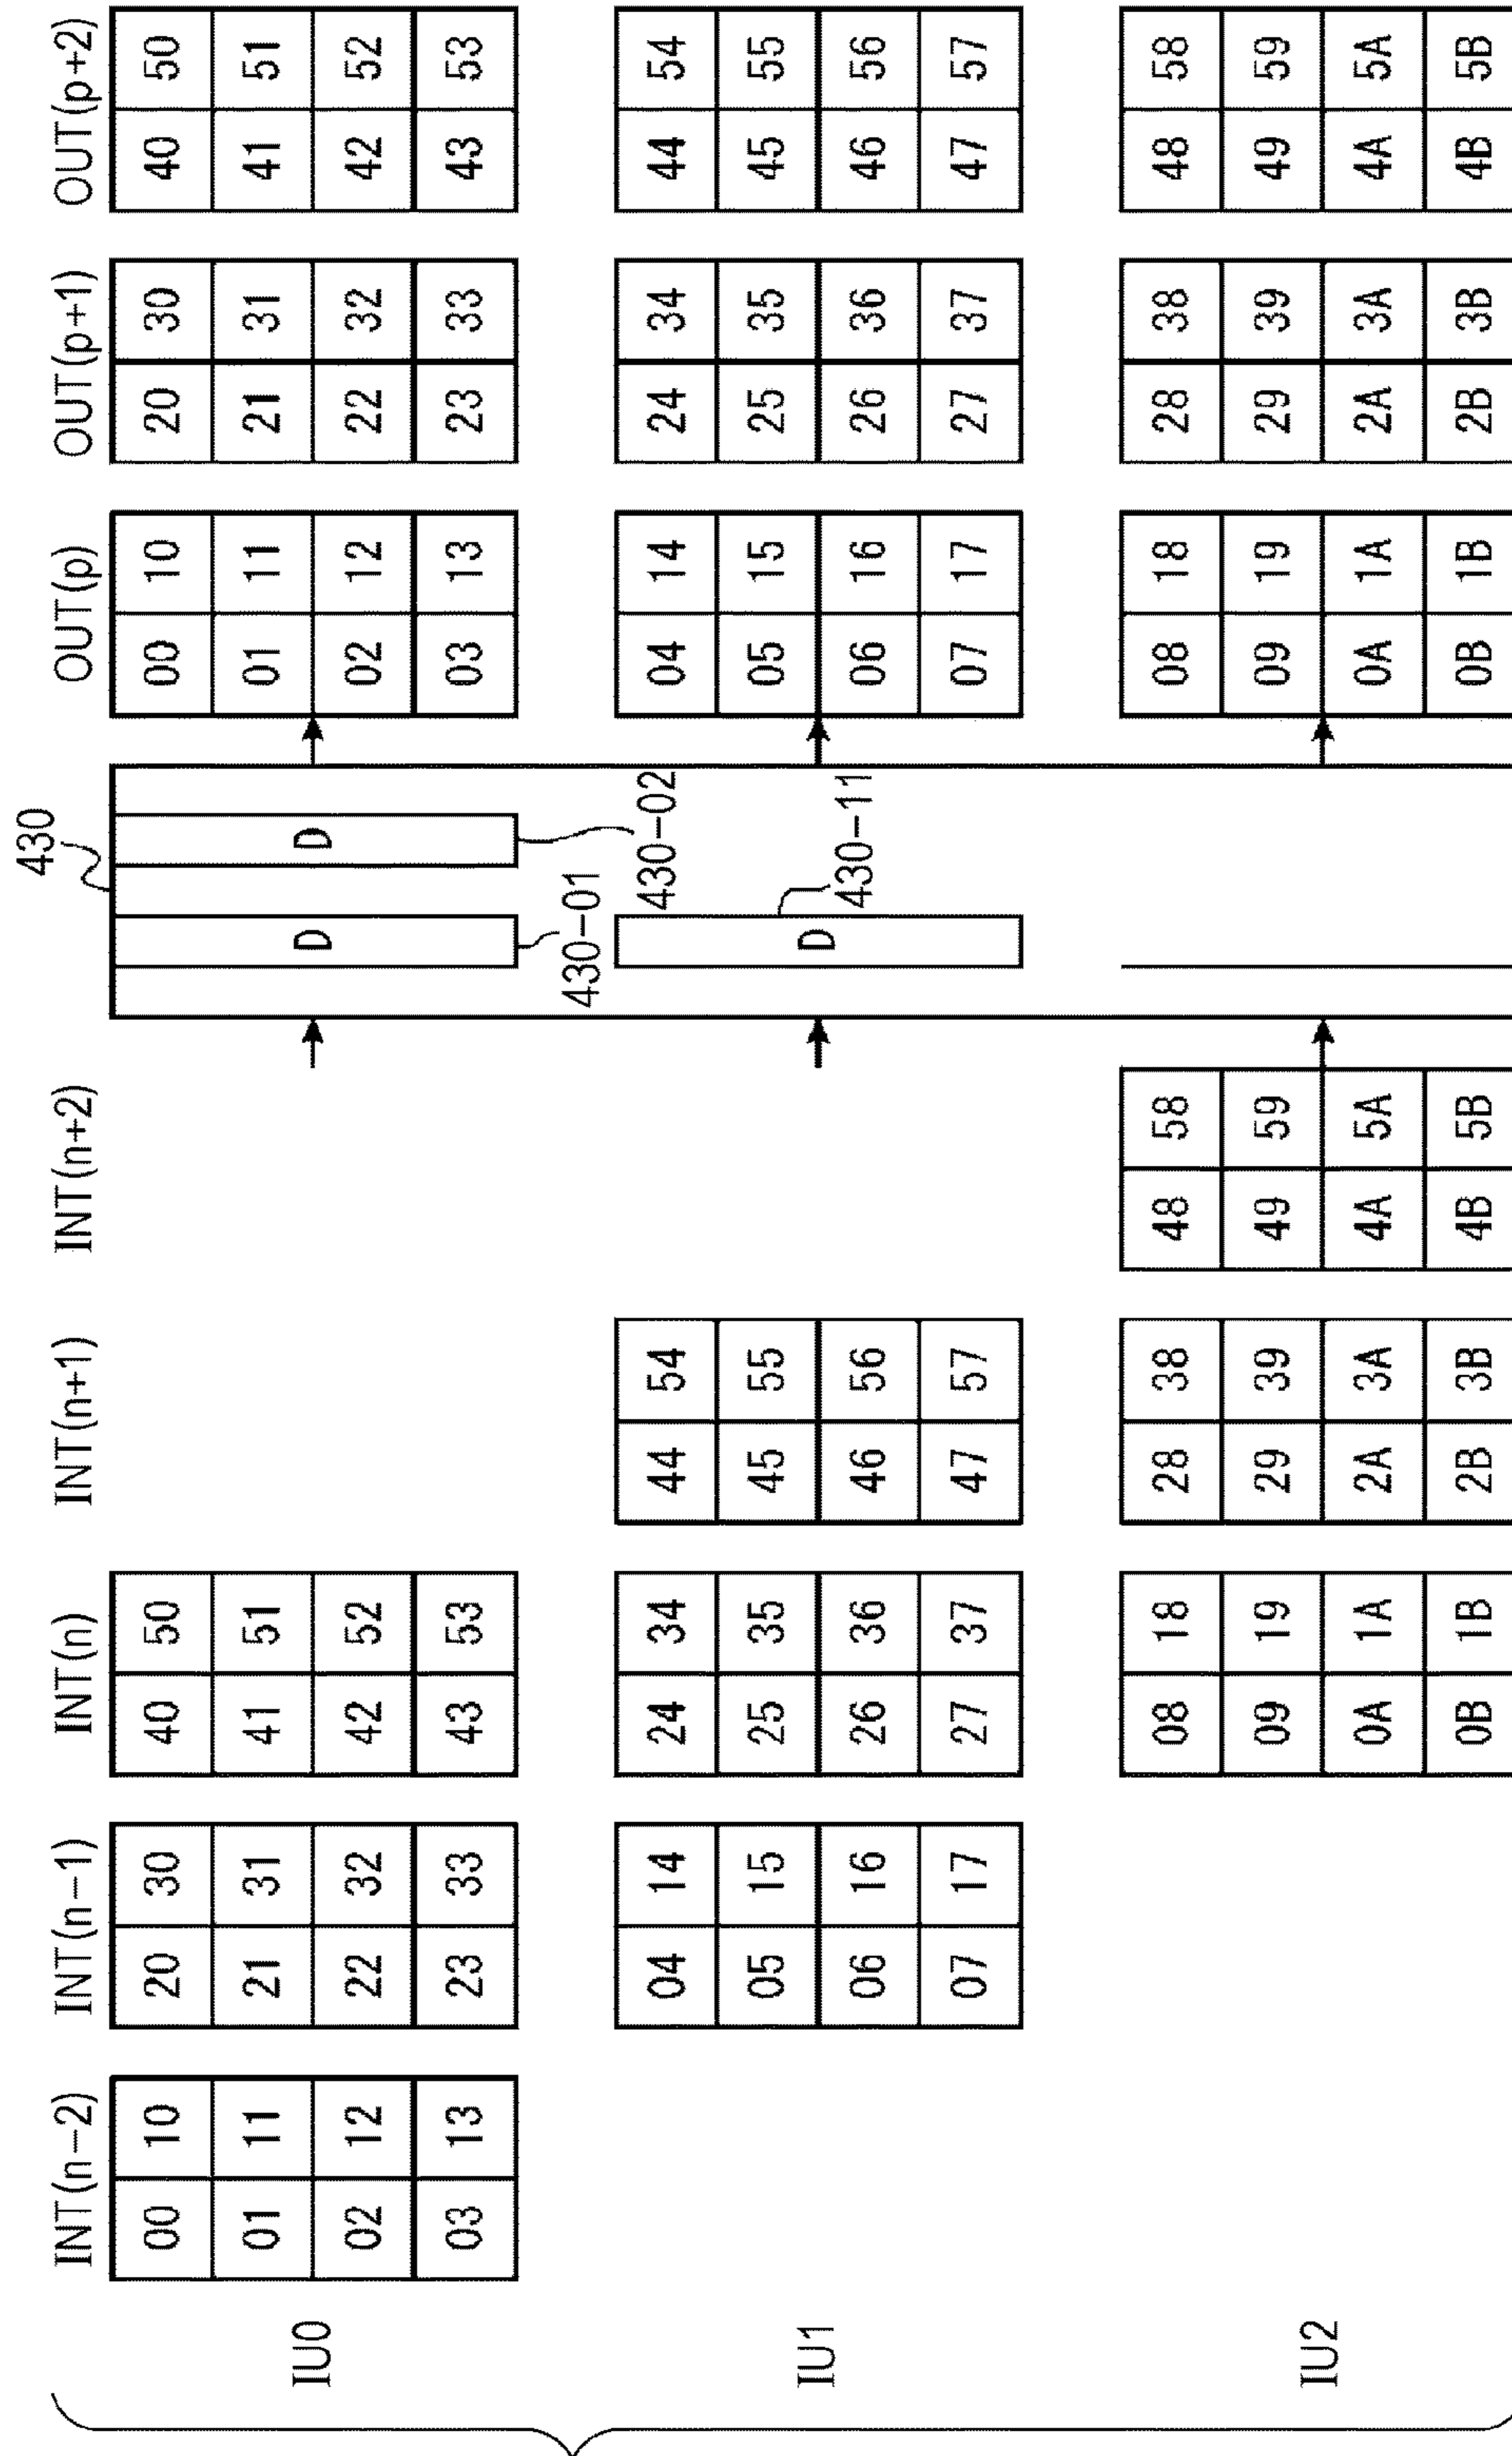 430
INT(n-2) INT(n-1) INT(n) INT(n+1) INT(n+2) OUT(p) OUT(p+1) OUT(p+2)
00 10 20 30 40 50 00 10 20 30 40 50
01 11 21 31 41 51 01 11 21 31 41 51
IU0 D D
02 12 22 32 42 52 02 12 22 32 42 52
03 13 23 33 43 53 03 13 23 33 43 53
430-01
430-02
04 14 24 34 44 54 04 14 24 34 44 54
05 15 25 35 45 55 05 15 25 35 45 55
IU1 D
430-11
06 16 26 36 46 56 06 16 26 36 46 56
07 17 27 37 47 57 07 17 27 37 47 57
08 18 28 38 48 58 08 18 28 38 48 58
09 19 29 39 49 59 09 19 29 39 49 59
IU2
0A 1A 2A 3A 4A 5A 0A 1A 2A 3A 4A 5A
0B 1B 2B 3B 4B 5B 0B 1B 2B 3B 4B 5B